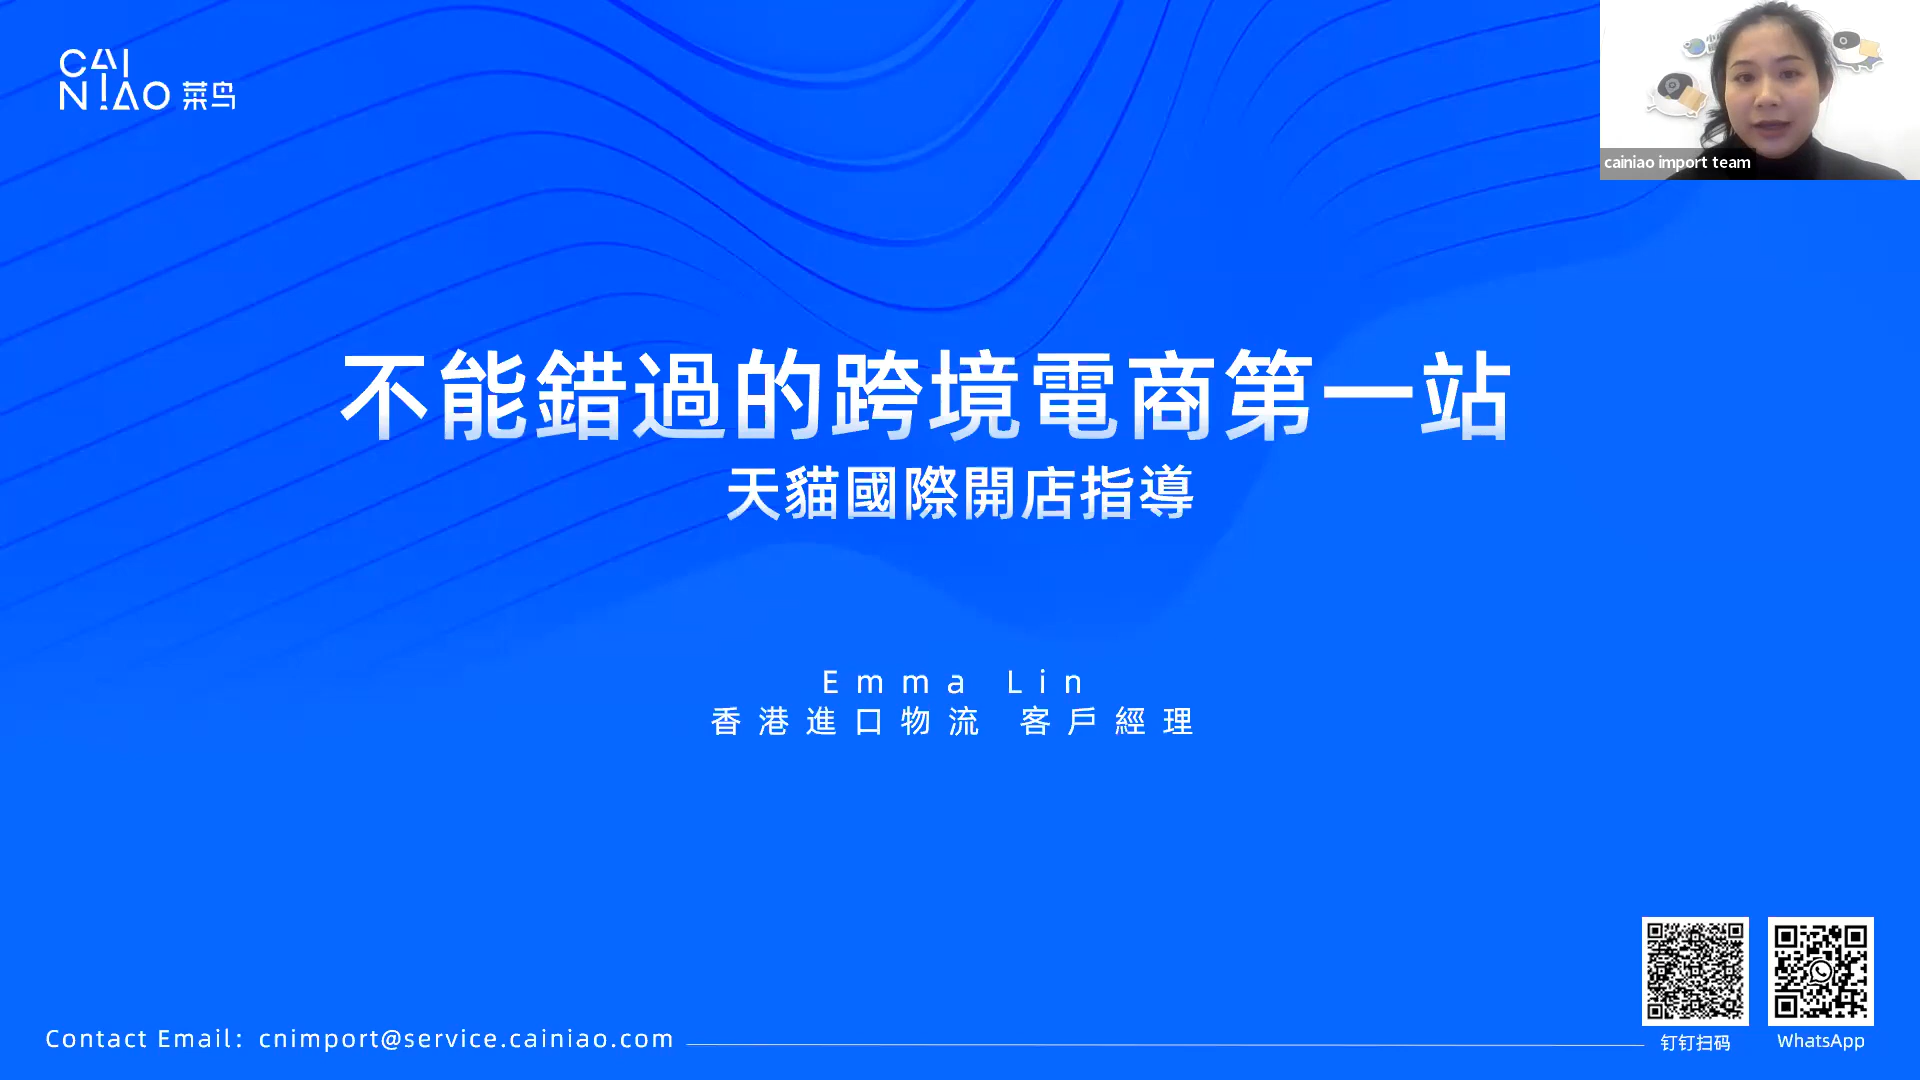 CAI
NIAO 菜鸟
cainiao import team
不能錯過的跨境電商第一站
天貓國際開店指導
Emma Lin
香港進口物流 客戶經理
Contact Email: cnimport@service.cainiao.com
钉钉扫码
WhatsApp